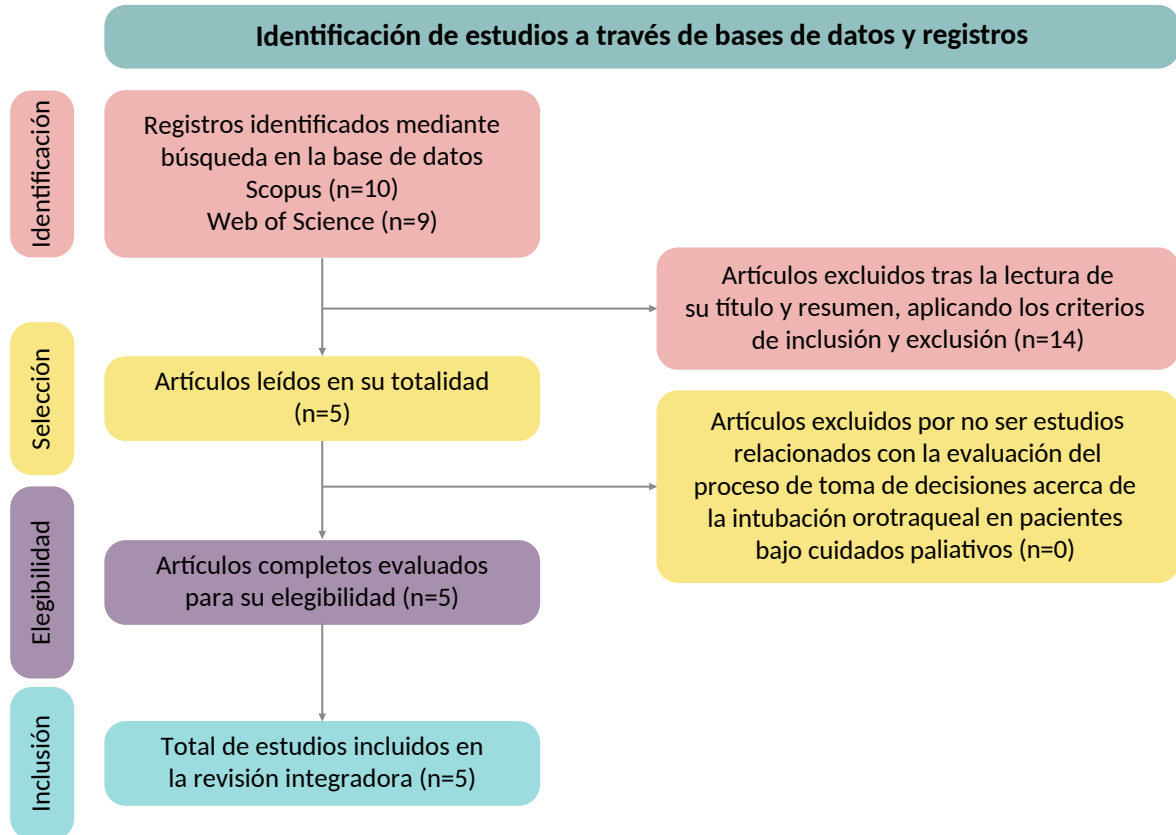 Identificación de estudios a través de bases de datos y registros
Identificación
Registros identificados mediante
búsqueda en la base de datos
Scopus (n=10)
Web of Science (n=9)
Artículos excluidos tras la lectura de
su título y resumen, aplicando los criterios
de inclusión y exclusión (n=14)
Selección
Artículos leídos en su totalidad
(n=5)
Artículos excluidos por no ser estudios
relacionados con la evaluación del
proceso de toma de decisiones acerca de
la intubación orotraqueal en pacientes
bajo cuidados paliativos (n=0)
Elegibilidad
Artículos completos evaluados
para su elegibilidad (n=5)
Inclusión
Total de estudios incluidos en
la revisión integradora (n=5)